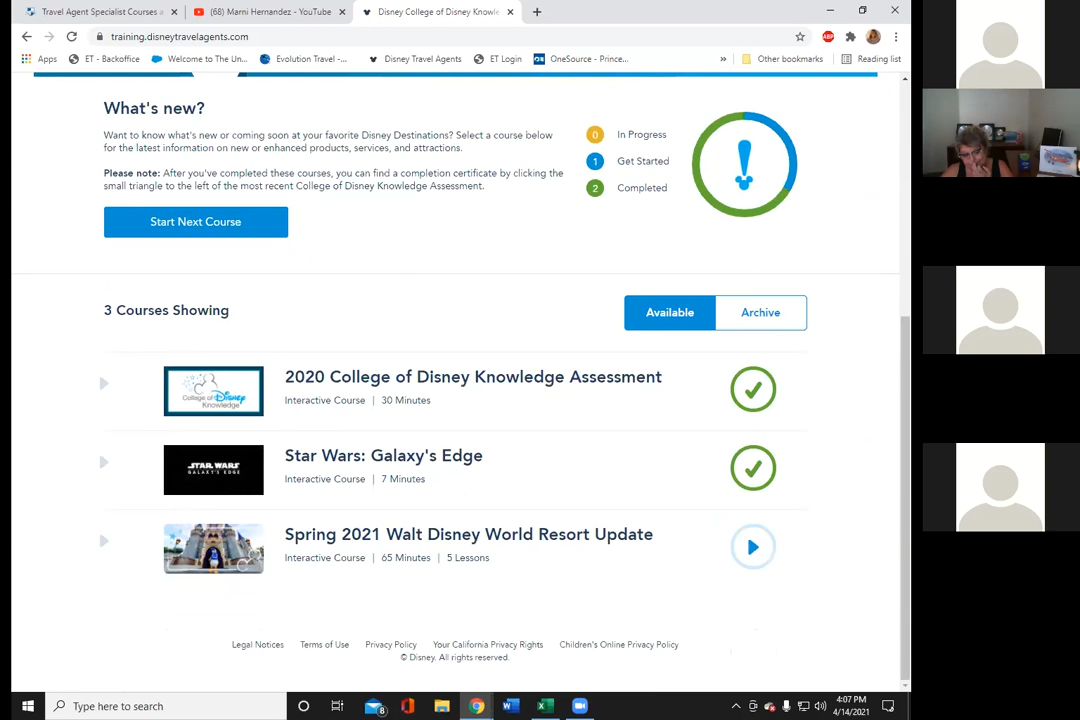 Travel Agent Specialist Courses a
(68) Marni Hernandez - YouTube
Disney College of Disney Knowle
training.disneytravelagents.com
ABP
Apps
ET - Backoffice
Welcome to The Un...
Evolution Travel -...
Disney Travel Agents
ET Login
OneSource - Prince...
»
Other bookmarks
Reading list
What's new?
Want to know what's new or coming soon at your favorite Disney Destinations? Select a course below
for the latest information on new or enhanced products, services, and attractions.
Please note: After you've completed these courses, you can find a completion certificate by clicking the
small triangle to the left of the most recent College of Disney Knowledge Assessment.
Start Next Course
0 In Progress
1 Get Started
2 Completed
3 Courses Showing
Available
Archive
College of Disney Knowledge
2020 College of Disney Knowledge Assessment
Interactive Course | 30 Minutes
STAR WARS
GALAXY'S EDGE
Star Wars: Galaxy's Edge
Interactive Course | 7 Minutes
Spring 2021 Walt Disney World Resort Update
Interactive Course | 65 Minutes | 5 Lessons
Legal Notices Terms of Use Privacy Policy Your California Privacy Rights Children's Online Privacy Policy
© Disney. All rights reserved.
Type here to search
8
4:07 PM
4/14/2021